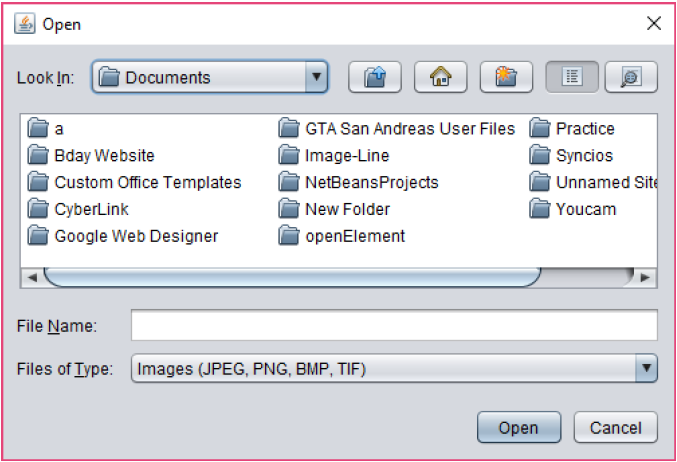 Open
Look In: Documents
a
Bday Website
Custom Office Templates
CyberLink
Google Web Designer
GTA San Andreas User Files
Image-Line
NetBeansProjects
New Folder
openElement
Practice
Syncios
Unnamed Site
Youcam
File Name:
Files of Type: Images (JPEG, PNG, BMP, TIF)
Open Cancel